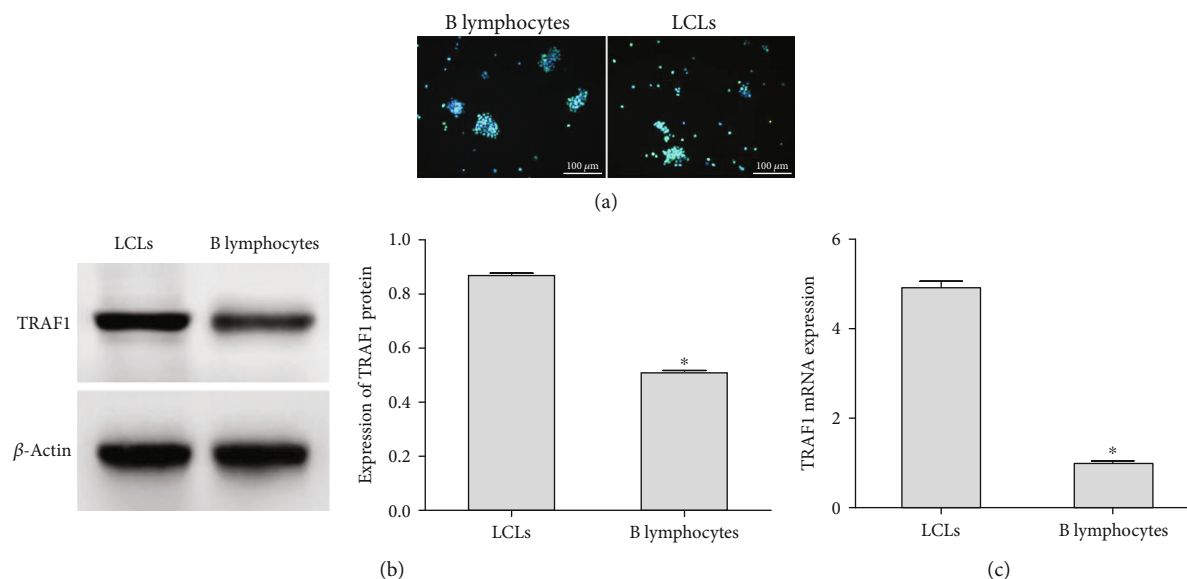 B lymphocytes LCLs
100 μm 100 μm
(a)
LCLs B lymphocytes
TRAF1
β-Actin
Expression of TRAF1 protein
1.0
0.8
0.6
0.4
0.2
0.0
*
LCLs B lymphocytes
(b)
TRAF1 mRNA expression
6
4
2
0
*
LCLs B lymphocytes
(c)